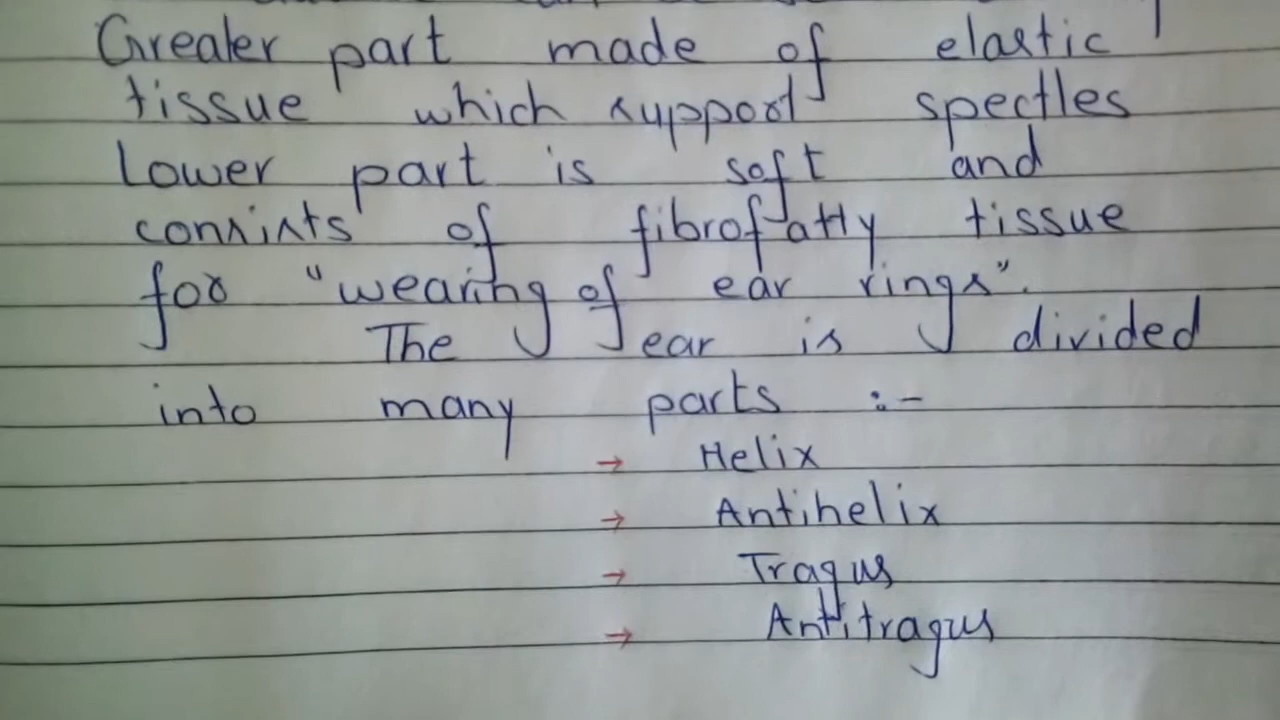 Greater part made of elastic
tissue which support spectles
Lower part is soft and
consists of fibrofatty tissue
for "wearing of ear rings".
The ear is divided
into many parts :-
→ Helix
→ Antihelix
→ Tragus
→ Antitragus